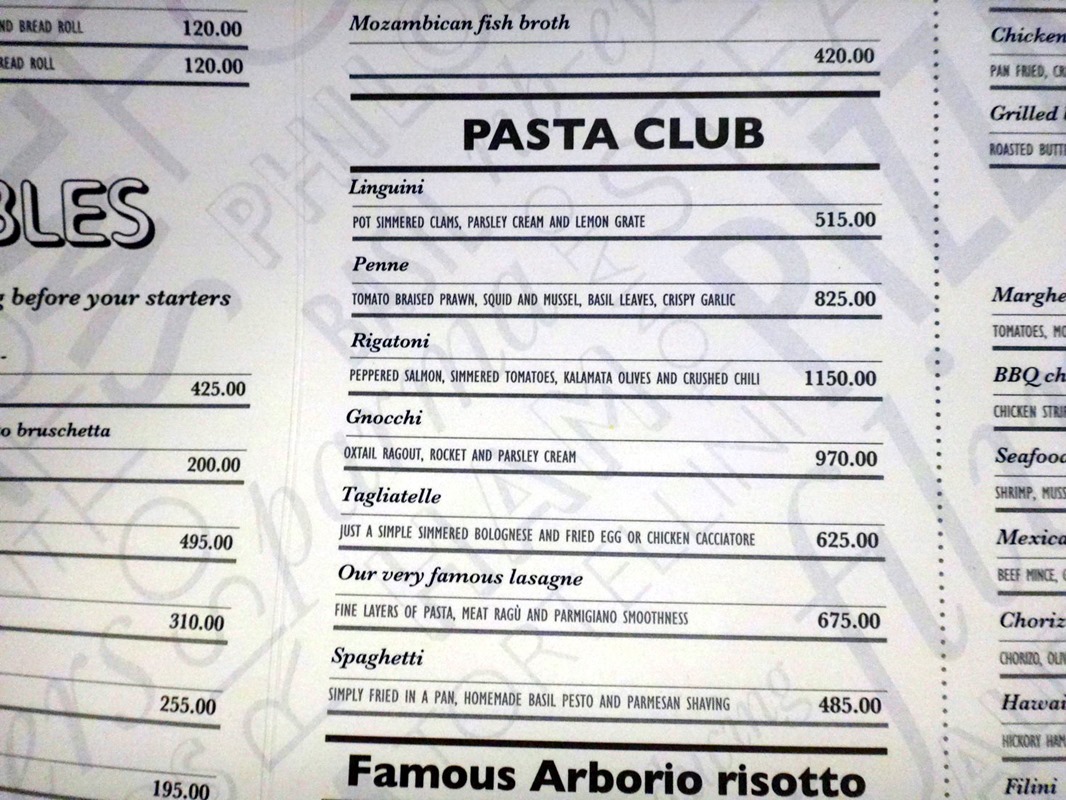 ND BREAD ROLL 120.00
READ ROLL 120.00
BLES
g before your starters
-
425.00
o bruschetta
200.00
495.00
310.00
255.00
195.00
Mozambican fish broth
420.00
PASTA CLUB
Linguini
POT SIMMERED CLAMS, PARSLEY CREAM AND LEMON GRATE 515.00
Penne
TOMATO BRAISED PRAWN, SQUID AND MUSSEL, BASIL LEAVES, CRISPY GARLIC 825.00
Rigatoni
PEPPERED SALMON, SIMMERED TOMATOES, KALAMATA OLIVES AND CRUSHED CHILI 1150.00
Gnocchi
OXTAIL RAGOUT, ROCKET AND PARSLEY CREAM 970.00
Tagliatelle
JUST A SIMPLE SIMMERED BOLOGNESE AND FRIED EGG OR CHICKEN CACCIATORE 625.00
Our very famous lasagne
FINE LAYERS OF PASTA, MEAT RAGÙ AND PARMIGIANO SMOOTHNESS 675.00
Spaghetti
SIMPLY FRIED IN A PAN, HOMEMADE BASIL PESTO AND PARMESAN SHAVING 485.00
Famous Arborio risotto
Chicken
PAN FRIED, CR
Grilled
ROASTED BUTT
Marghe
TOMATOES, MO
BBQ ch
CHICKEN STRI
Seafood
SHRIMP, MUSS
Mexica
BEEF MINCE,
Choriz
CHORIZO, OLI
Hawai
HICKORY HAM
Filini